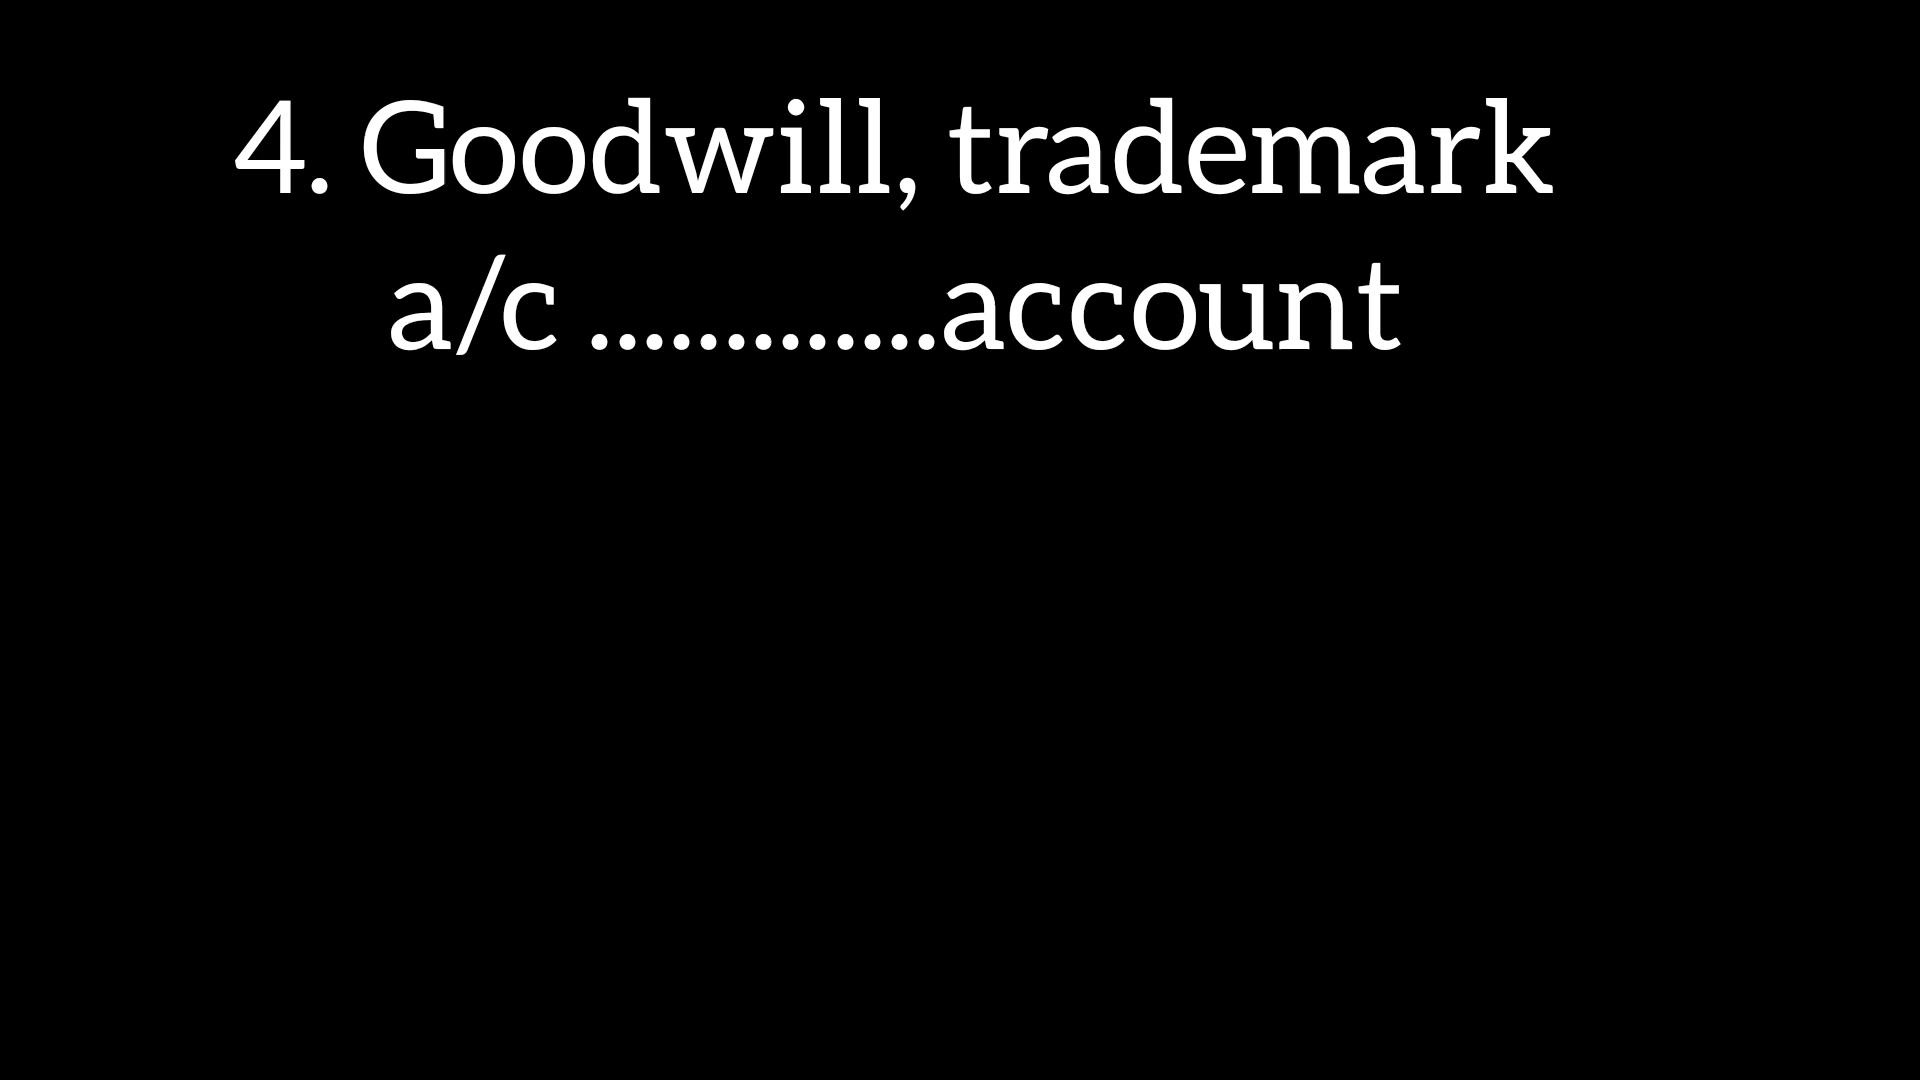 4. Goodwill, trademark
a/c .............account